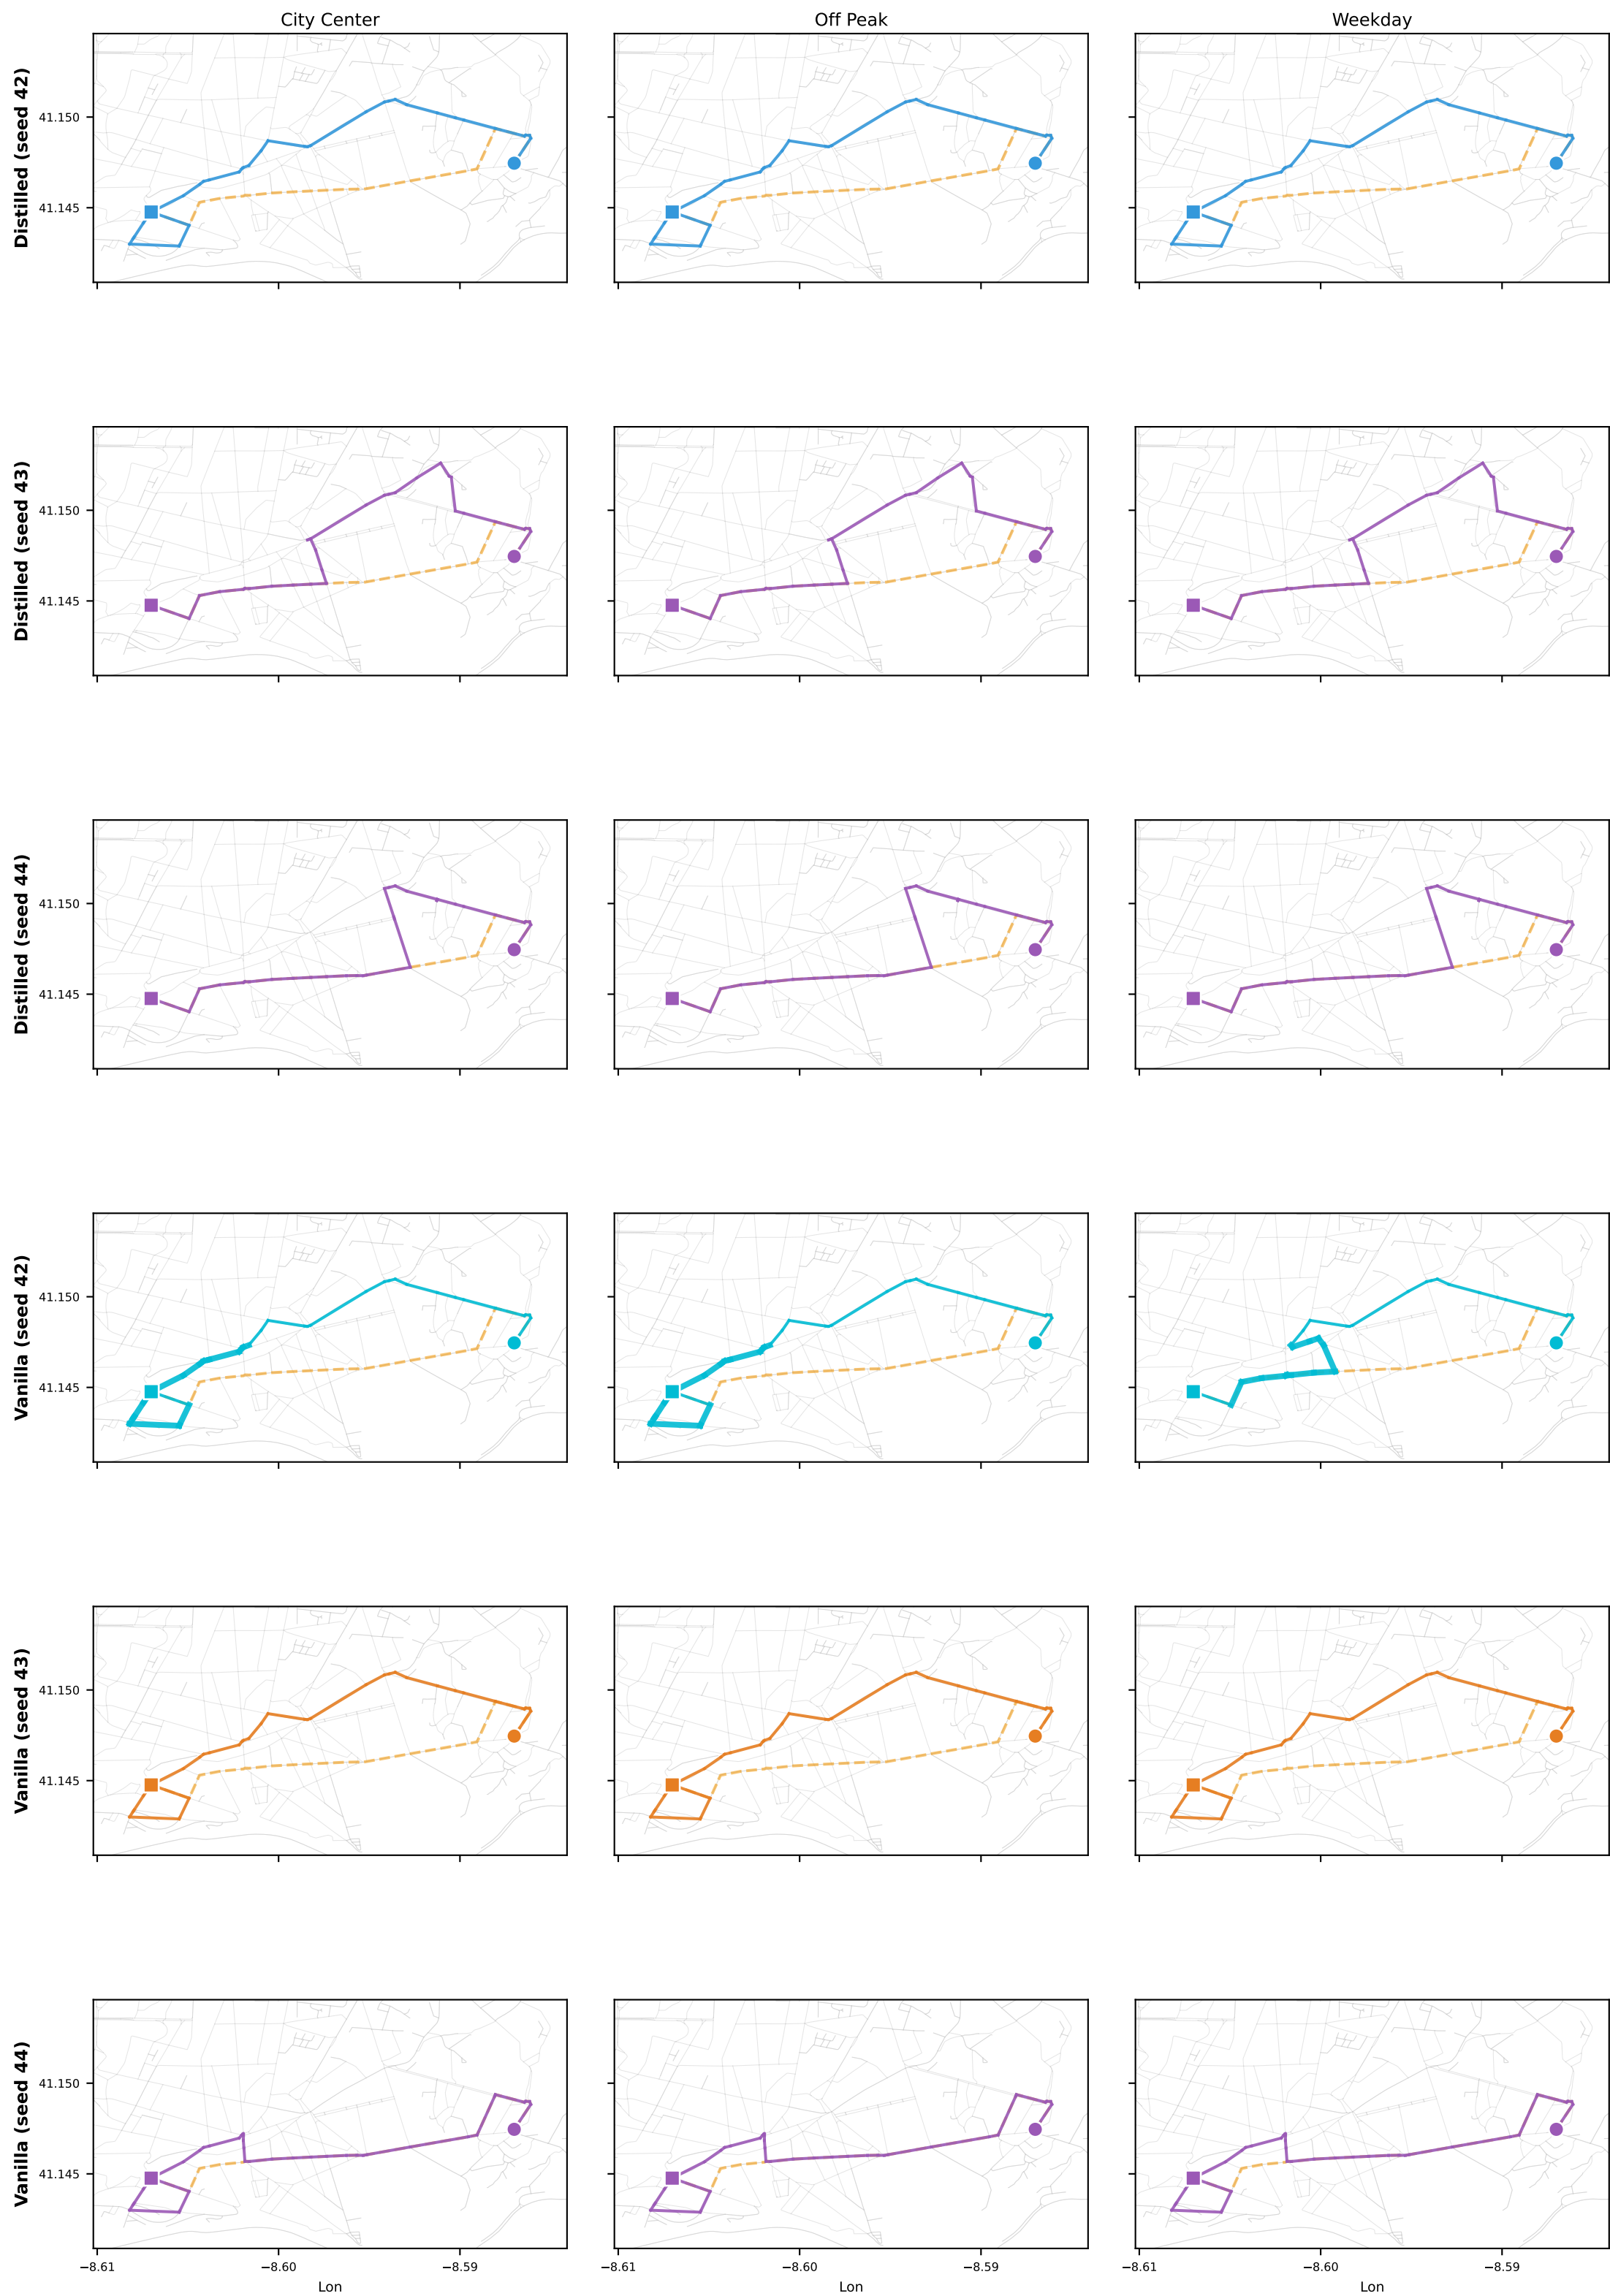 City Center Off Peak Weekday
Distilled (seed 42)
41.150
41.145
Distilled (seed 43)
41.150
41.145
Distilled (seed 44)
41.150
41.145
Vanilla (seed 42)
41.150
41.145
Vanilla (seed 43)
41.150
41.145
Vanilla (seed 44)
41.150
41.145
−8.61 −8.60 −8.59 −8.61 −8.60 −8.59 −8.61 −8.60 −8.59
Lon Lon Lon